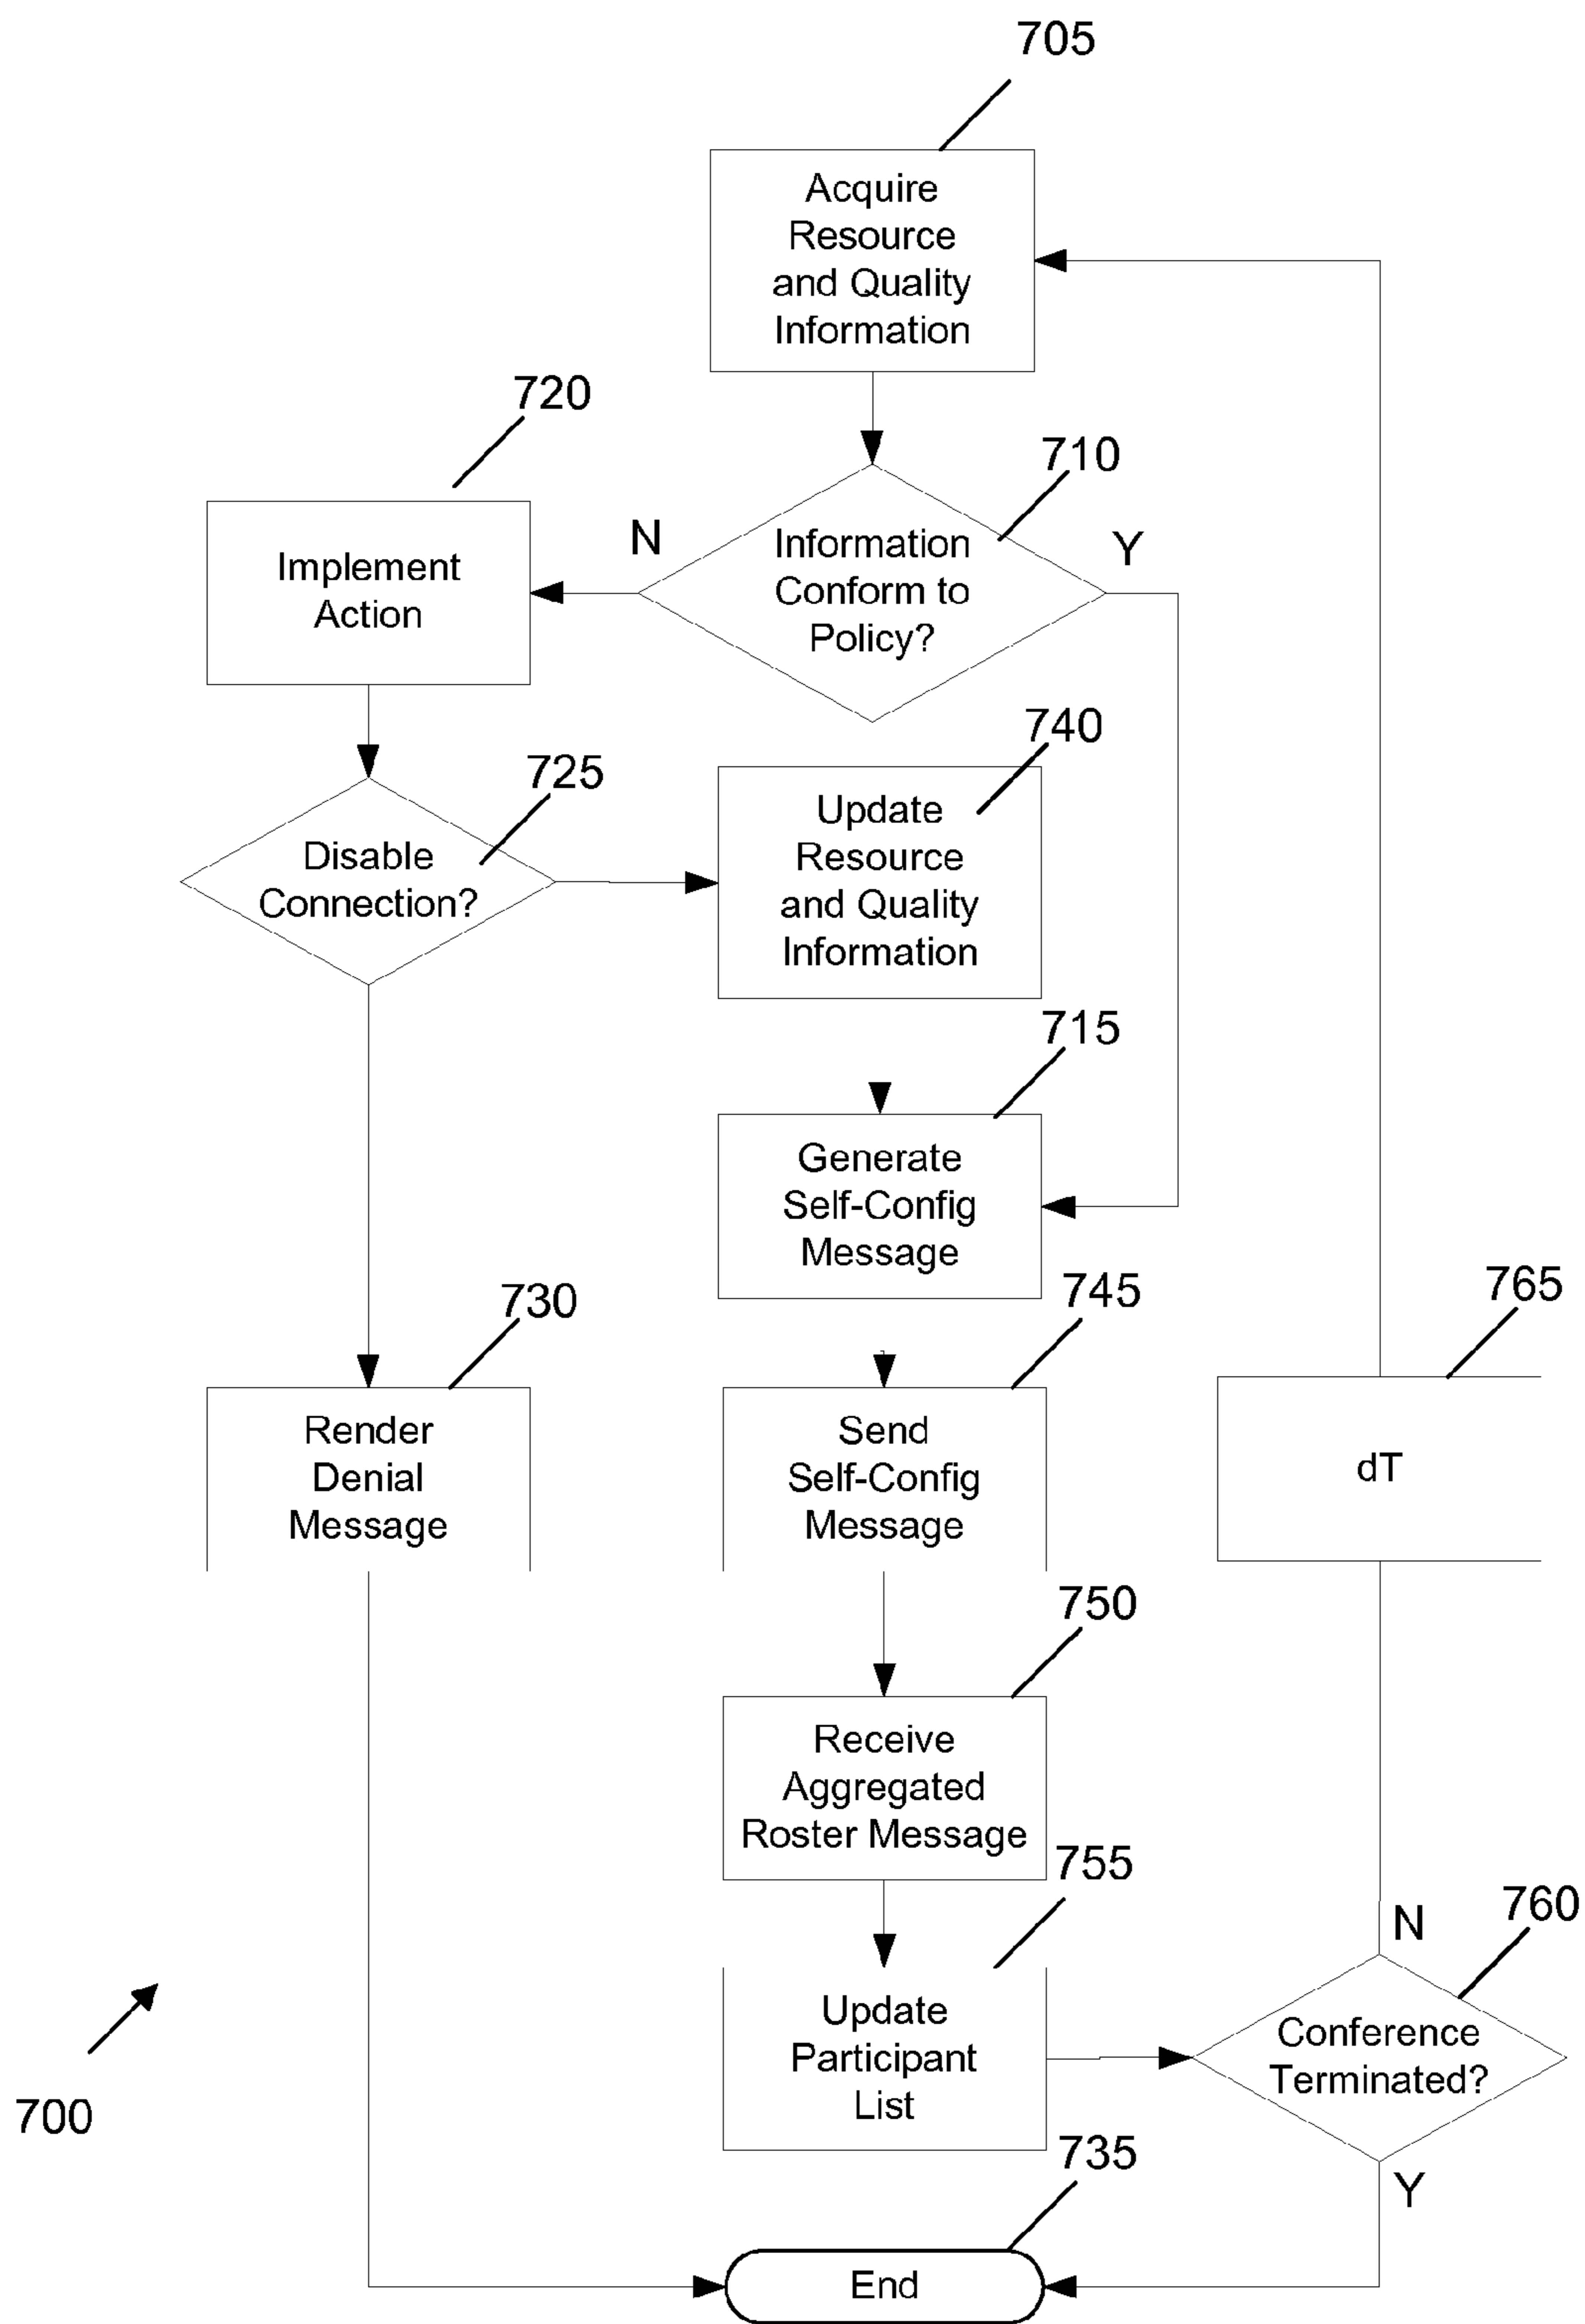 705
Acquire
Resource
and Quality
Information
720
710
Implement
Action
N
Information
Conform to
Policy?
Y
740
725
Disable
Connection?
Update
Resource
and Quality
Information
715
Generate
Self-Config
Message
730
745
765
Render
Denial
Message
Send
Self-Config
Message
dT
750
Receive
Aggregated
Roster Message
755
760
N
Update
Participant
List
Conference
Terminated?
700
735
Y
End